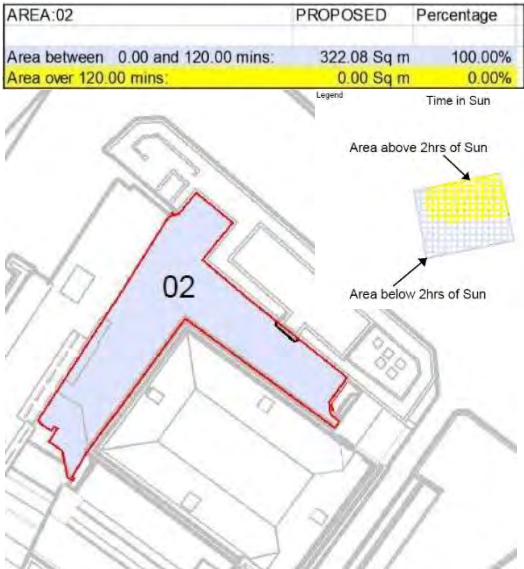 AREA:02 PROPOSED Percentage
Area between 0.00 and 120.00 mins: 322.08 Sq m 100.00%
Area over 120.00 mins: 0.00 Sq m 0.00%
Legend
Time in Sun
Area above 2hrs of Sun
02
Area below 2hrs of Sun